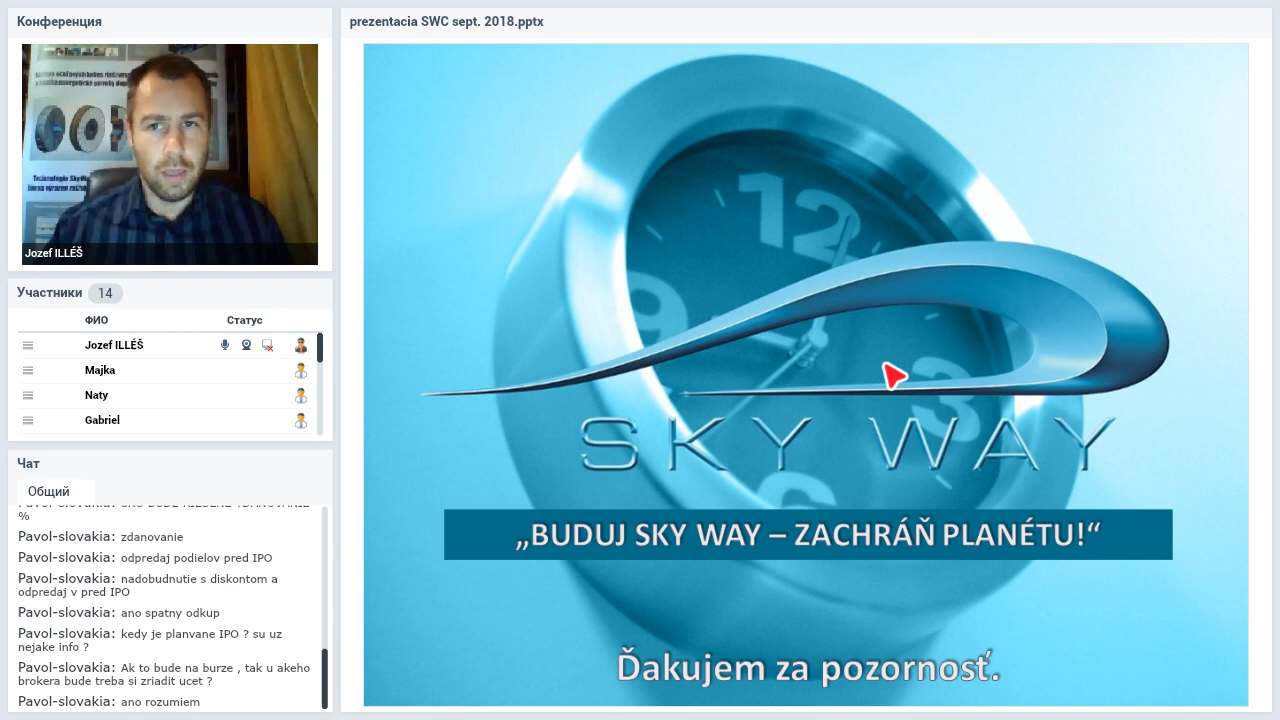 Конференция
Jozef ILLÉŠ
Участники 14
ФИО Статус
Jozef ILLÉŠ
Majka
Naty
Gabriel
Чат
Общий
%
Pavol-slovakia: zdanovanie
Pavol-slovakia: odpredaj podielov pred IPO
Pavol-slovakia: nadobudnutie s diskontom a
odpredaj v pred IPO
Pavol-slovakia: ano spatny odkup
Pavol-slovakia: kedy je planvane IPO ? su uz
nejake info ?
Pavol-slovakia: Ak to bude na burze , tak u akeho
brokera bude treba si zriadit ucet ?
Pavol-slovakia: ano rozumiem
prezentacia SWC sept. 2018.pptx
12
9
3
6
SKY WAY
„BUDUJ SKY WAY – ZACHRÁŇ PLANÉTU!“
Ďakujem za pozornosť.